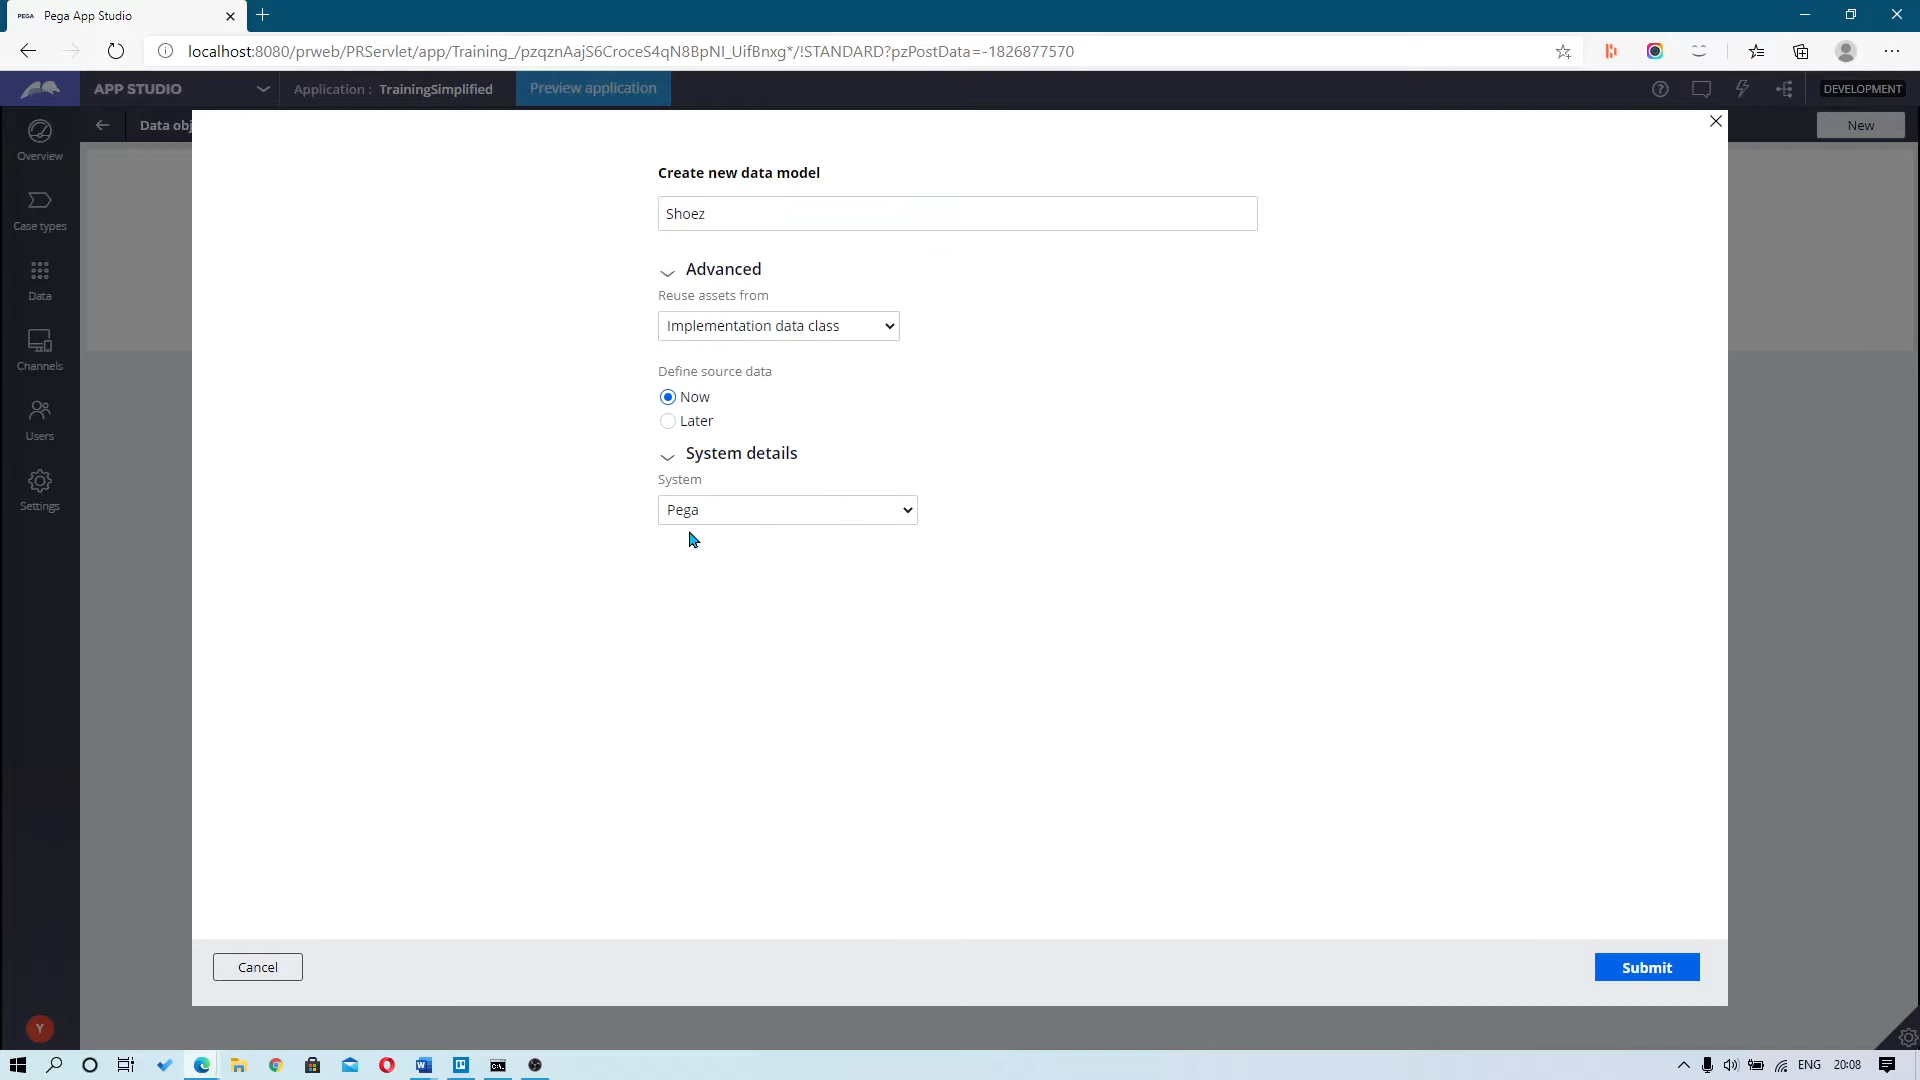 PEGA Pega App Studio
localhost:8080/prweb/PRServlet/app/Training_/pzqznAajS6CroceS4qN8BpNI_UifBnxg*/!STANDARD?pzPostData=-1826877570
APP STUDIO Application : TrainingSimplified Preview application DEVELOPMENT
Data obj New
Overview
Case types
Data
Channels
Users
Settings
Y
Create new data model
Shoez
Advanced
Reuse assets from
Implementation data class
Define source data
Now
Later
System details
System
Pega
Cancel Submit
ENG 20:08